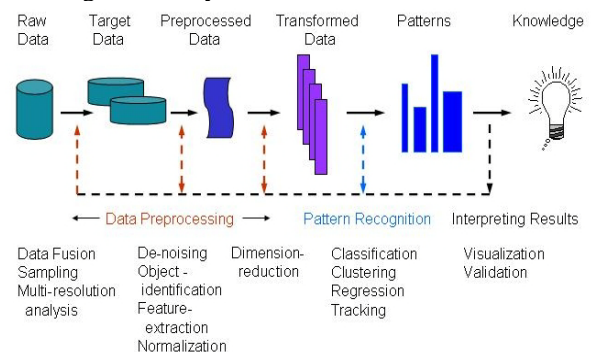 Raw Data
Target Data
Preprocessed Data
Transformed Data
Patterns
Knowledge
Data Preprocessing
Pattern Recognition
Interpreting Results
Data Fusion
Sampling
Multi-resolution
analysis
De-noising
Object -
identification
Feature-
extraction
Normalization
Dimension-
reduction
Classification
Clustering
Regression
Tracking
Visualization
Validation